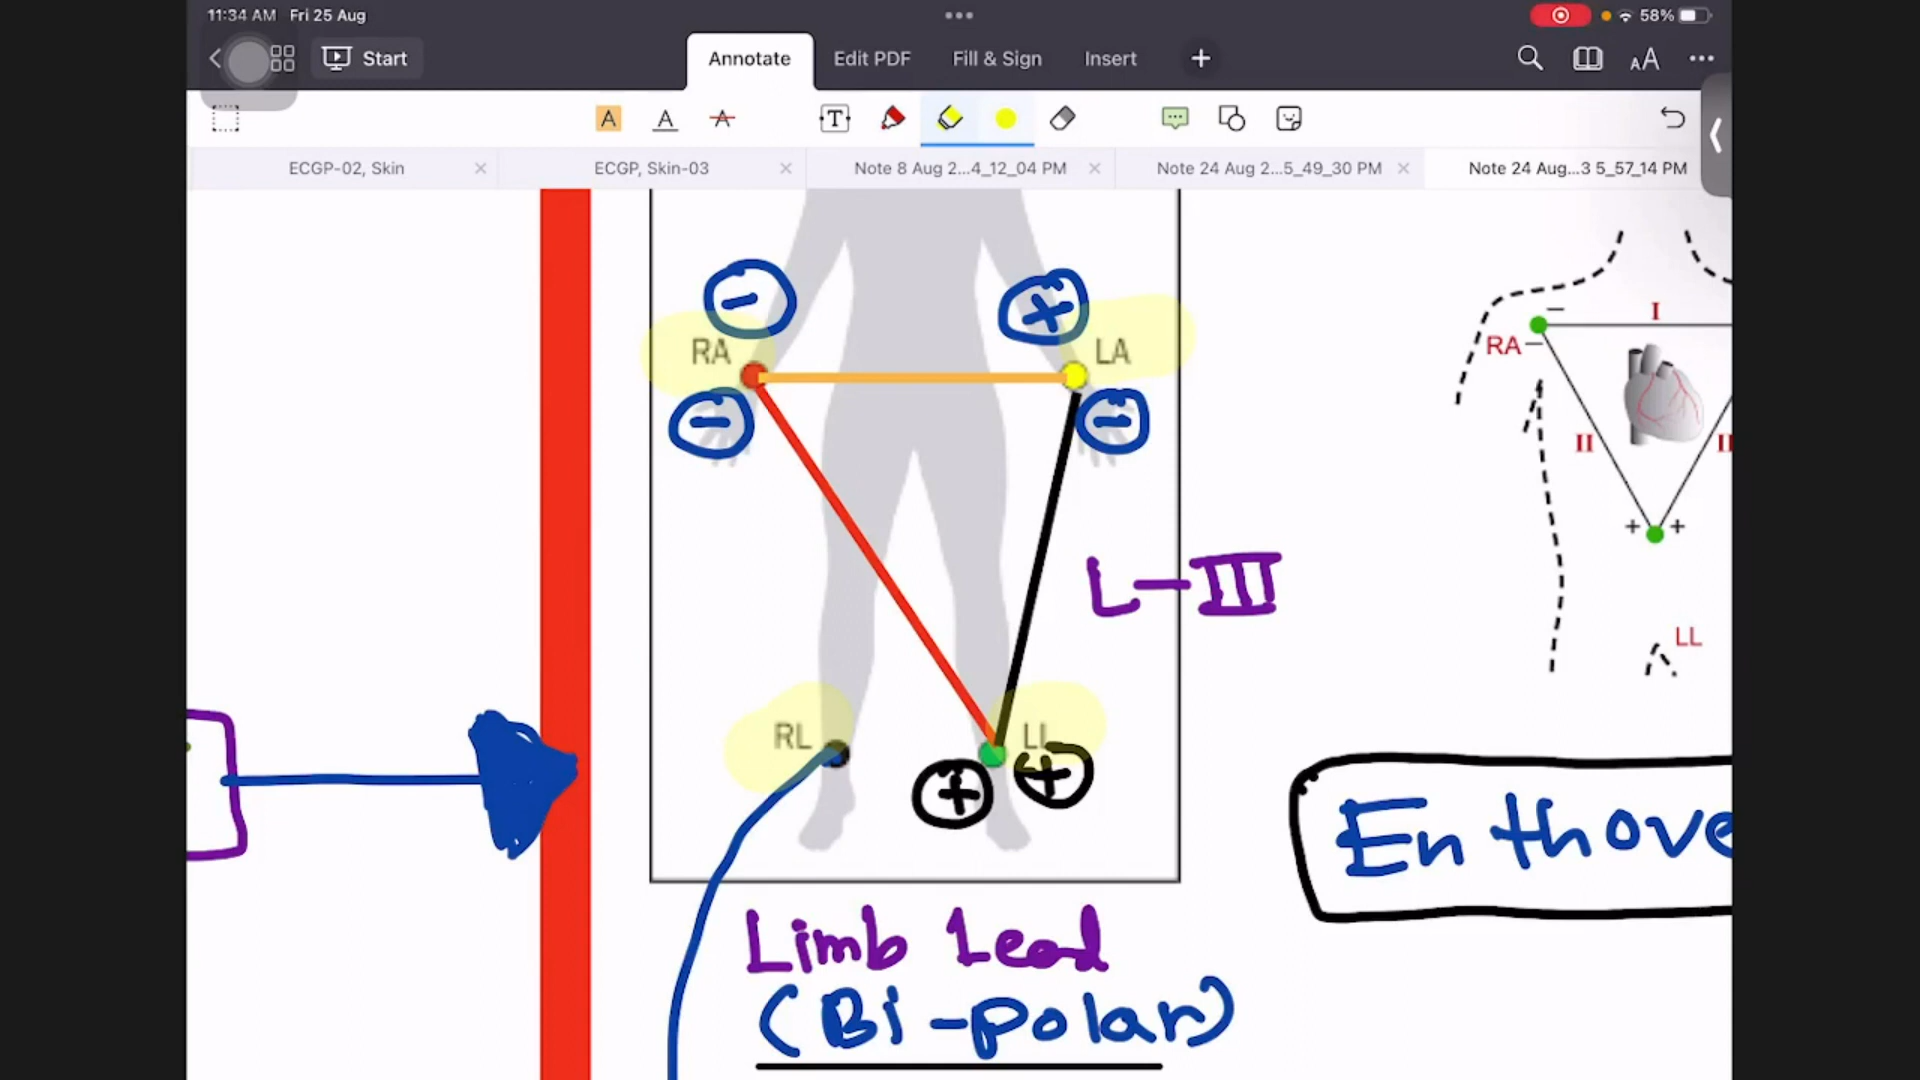 11:34 AM Fri 25 Aug
58%
Start
Annotate
Edit PDF
Fill & Sign
Insert
ECGP-02, Skin
ECGP, Skin-03
Note 8 Aug 2...4_12_04 PM
Note 24 Aug 2...5_49_30 PM
Note 24 Aug...3 5_57_14 PM
RA
LA
RL
LL
L-III
Limb Lead
(Bi-polar)
I
RA
II
II
LL
Enthove